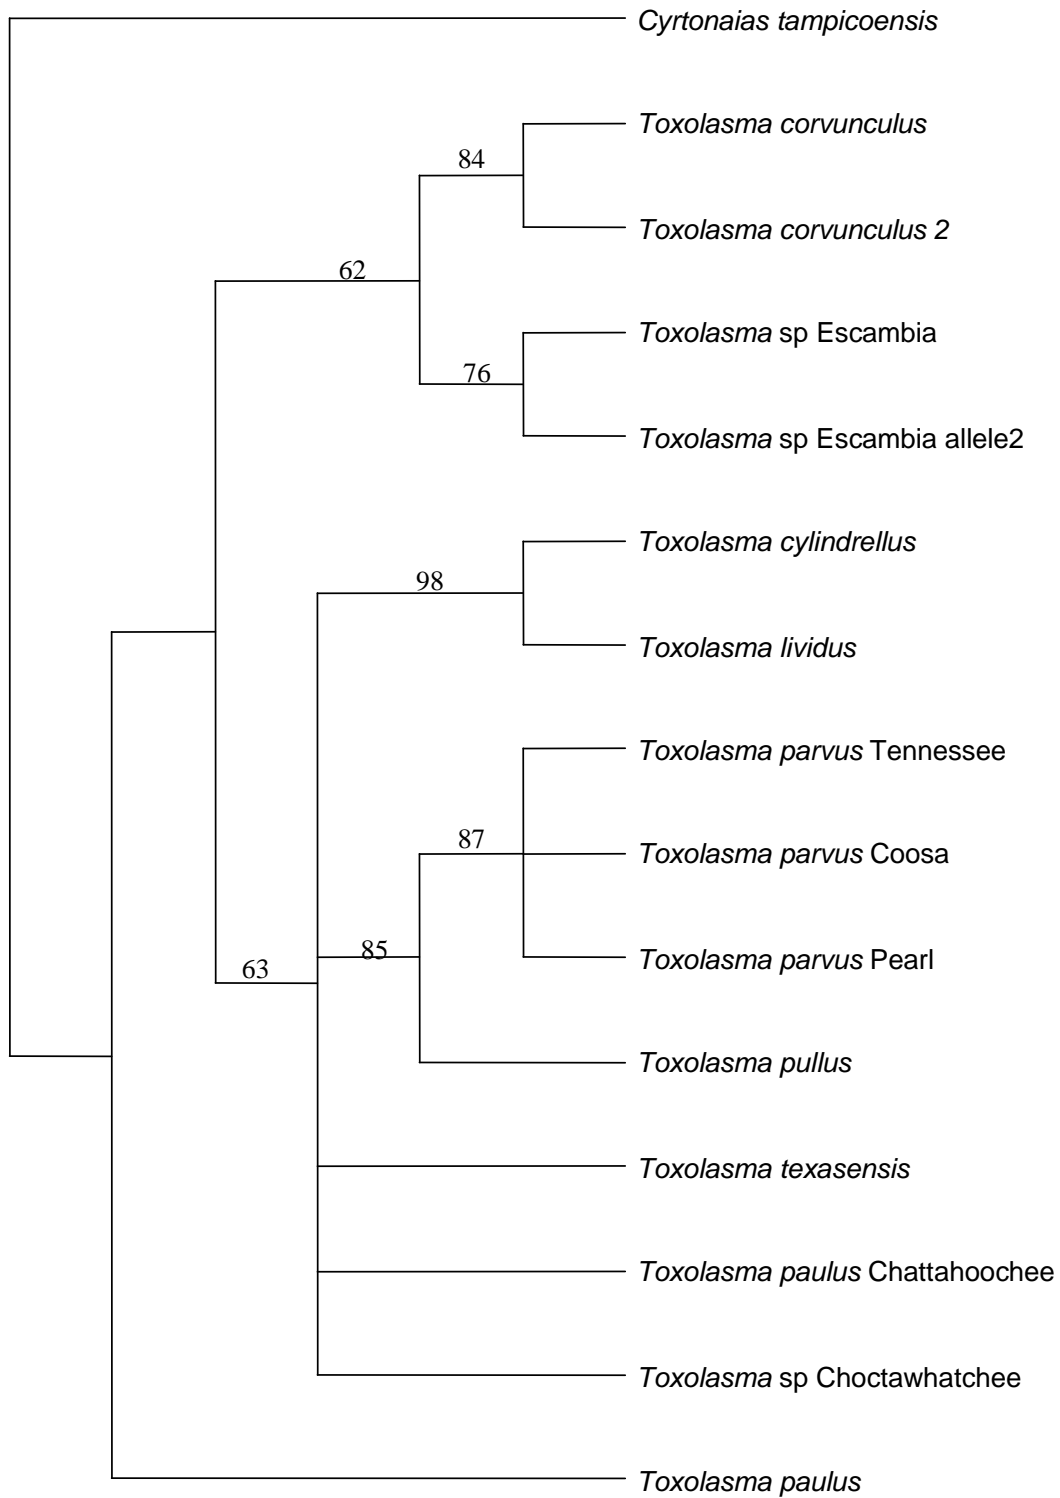 Cyrtonaias tampicoensis
Toxolasma corvunculus
84
Toxolasma corvunculus 2
62
Toxolasma sp Escambia
76
Toxolasma sp Escambia allele2
Toxolasma cylindrellus
98
Toxolasma lividus
Toxolasma parvus Tennessee
87
Toxolasma parvus Coosa
85
Toxolasma parvus Pearl
63
Toxolasma pullus
Toxolasma texasensis
Toxolasma paulus Chattahoochee
Toxolasma sp Choctawhatchee
Toxolasma paulus